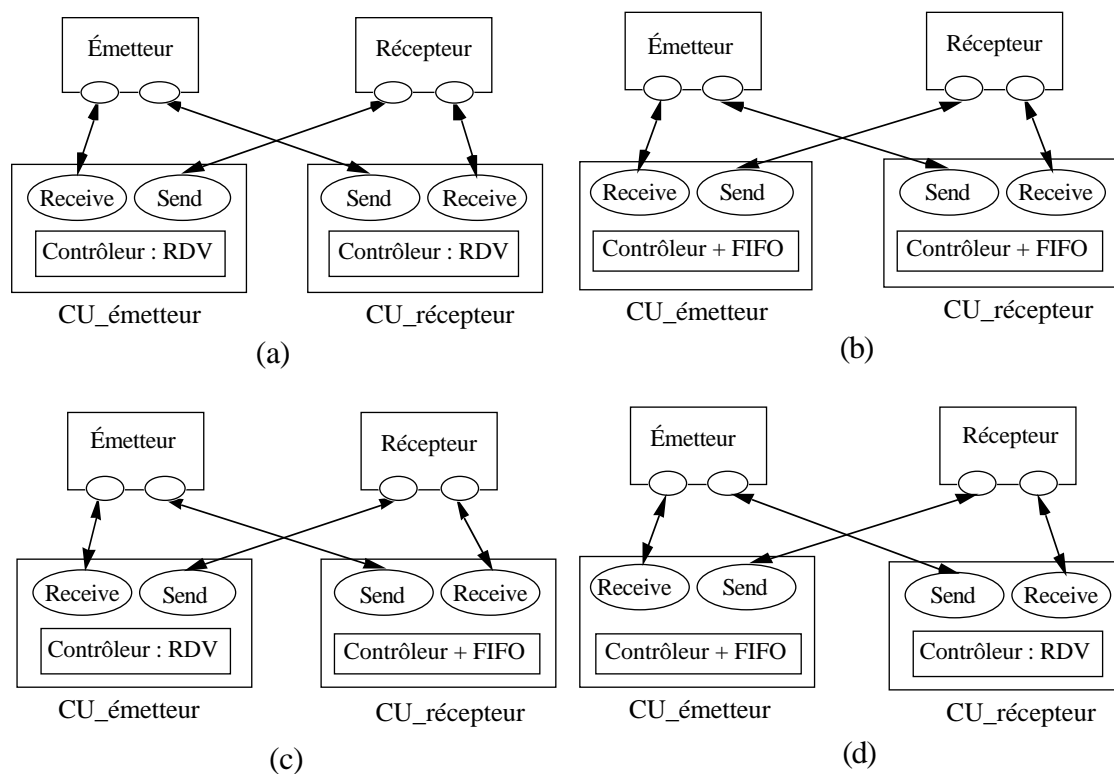 Émetteur
Récepteur
Receive
Send
Send
Receive
Contrôleur : RDV
Contrôleur : RDV
CU_émetteur
CU_récepteur
(a)
Émetteur
Récepteur
Receive
Send
Send
Receive
Contrôleur + FIFO
Contrôleur + FIFO
CU_émetteur
CU_récepteur
(b)
Émetteur
Récepteur
Receive
Send
Send
Receive
Contrôleur : RDV
Contrôleur + FIFO
CU_émetteur
CU_récepteur
(c)
Émetteur
Récepteur
Receive
Send
Send
Receive
Contrôleur + FIFO
Contrôleur : RDV
CU_émetteur
CU_récepteur
(d)